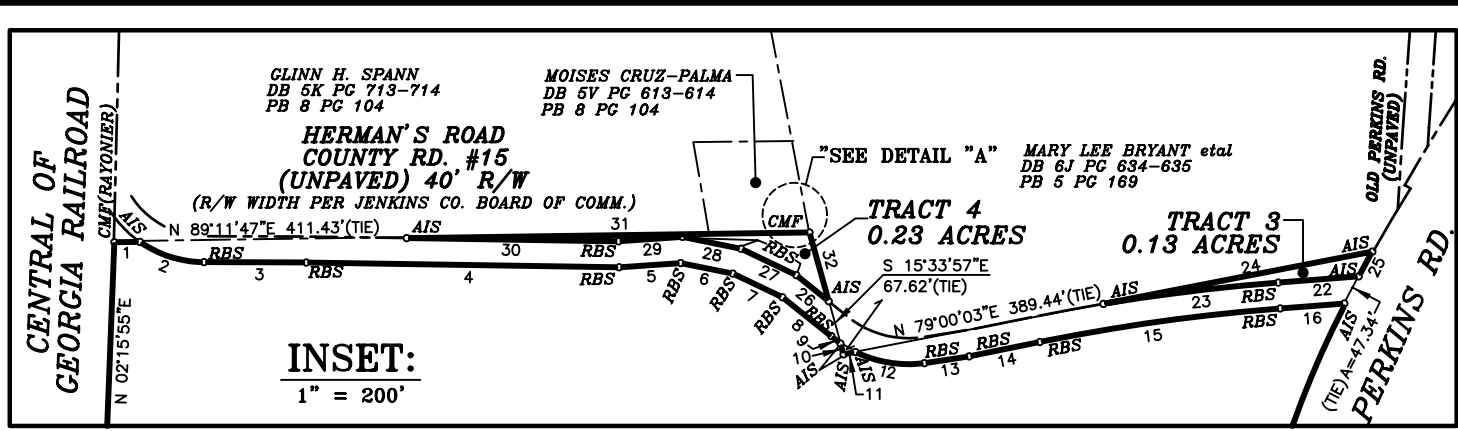 CENTRAL OF
GEORGIA RAILROAD
CMF(RAYONIER)
AIS
N 02°15'55"E
GLINN H. SPANN
DB 5K PG 713-714
PB 8 PG 104
MOISES CRUZ-PALMA
DB 5V PG 613-614
PB 8 PG 104
HERMAN'S ROAD
COUNTY RD. #15
(UNPAVED) 40' R/W
(R/W WIDTH PER JENKINS CO. BOARD OF COMM.)
"SEE DETAIL "A"
MARY LEE BRYANT etal
DB 6J PG 634-635
PB 5 PG 169
OLD PERKINS RD.
(UNPAVED)
N 89°11'47"E 411.43'(TIE)
AIS
31
CMF
TRACT 4
0.23 ACRES
TRACT 3
0.13 ACRES
1
2
RBS
3
RBS
4
30
RBS
29
RBS
5
RBS
28
RBS
6
RBS
27
7
RBS
26
32
AIS
8
RBS
9
10
AIS
AIS
11
S 15°33'57"E
67.62'(TIE)
N 79°00'03"E 389.44'(TIE)
AIS
12
RBS
13
14
RBS
15
23
24
RBS
22
AIS
25
RBS
16
AIS
(TIE)A=47.34'
PERKINS RD.
INSET:
1" = 200'